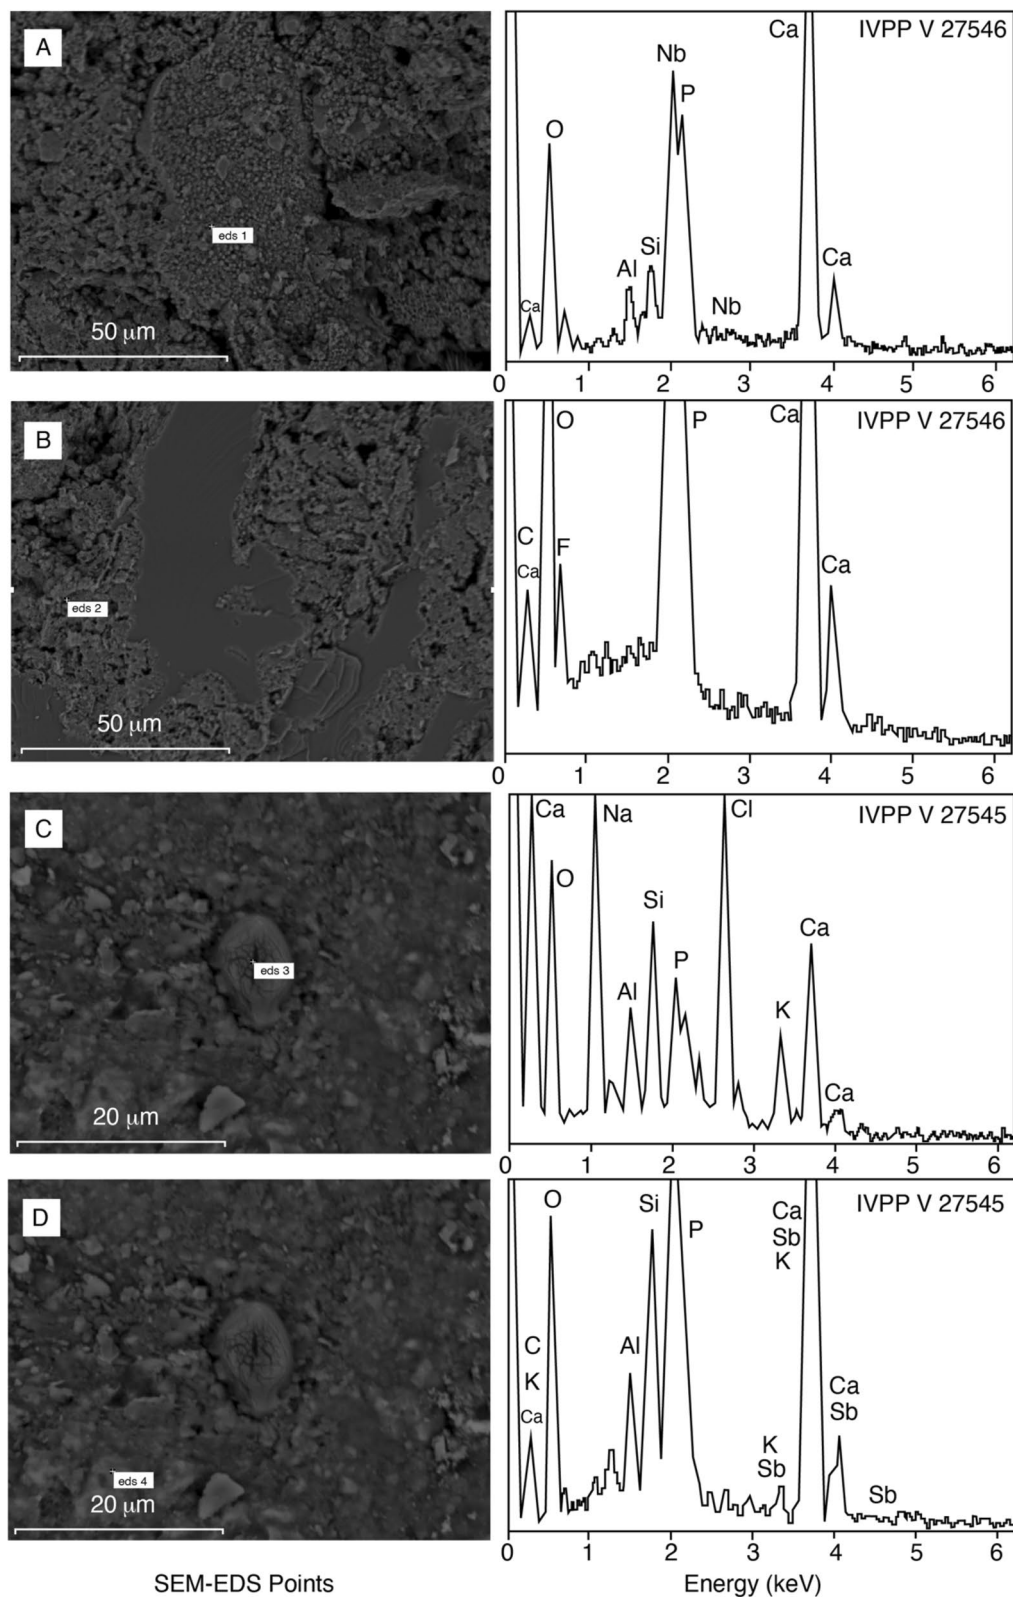 A
eds 1
50 µm
Ca IVPP V 27546
Nb
P
O
Si
Al
Ca
Ca
Nb
0 1 2 3 4 5 6
B
eds 2
50 µm
O P Ca IVPP V 27546
C
F
Ca
Ca
0 1 2 3 4 5 6
C
eds 3
20 µm
Ca Na Cl IVPP V 27545
O
Si
Ca
P
Al
K
Ca
0 1 2 3 4 5 6
D
eds 4
20 µm
O Si Ca IVPP V 27545
P
Sb
K
C
Al
K
Ca
Ca
Sb
K
Sb
Sb
0 1 2 3 4 5 6
SEM-EDS Points
Energy (keV)